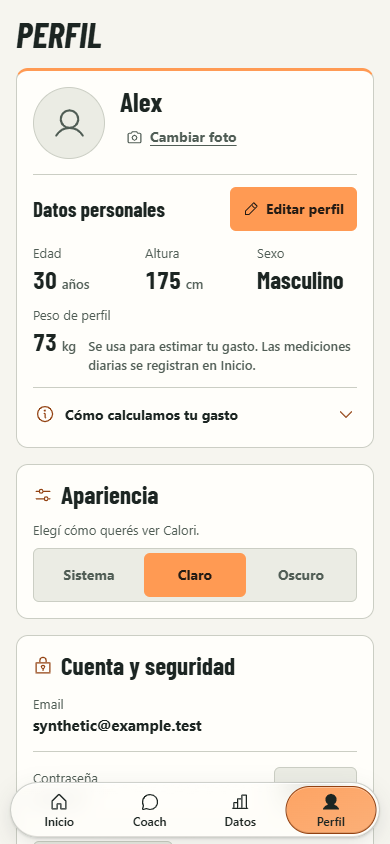 PERFIL
Alex
Cambiar foto
Datos personales
Editar perfil
Edad
Altura
Sexo
30 años
175 cm
Masculino
Peso de perfil
73 kg
Se usa para estimar tu gasto. Las mediciones
diarias se registran en Inicio.
Cómo calculamos tu gasto
Apariencia
Elegí cómo querés ver Calori.
Sistema
Claro
Oscuro
Cuenta y seguridad
Email
synthetic@example.test
Contraseña
Inicio
Coach
Datos
Perfil